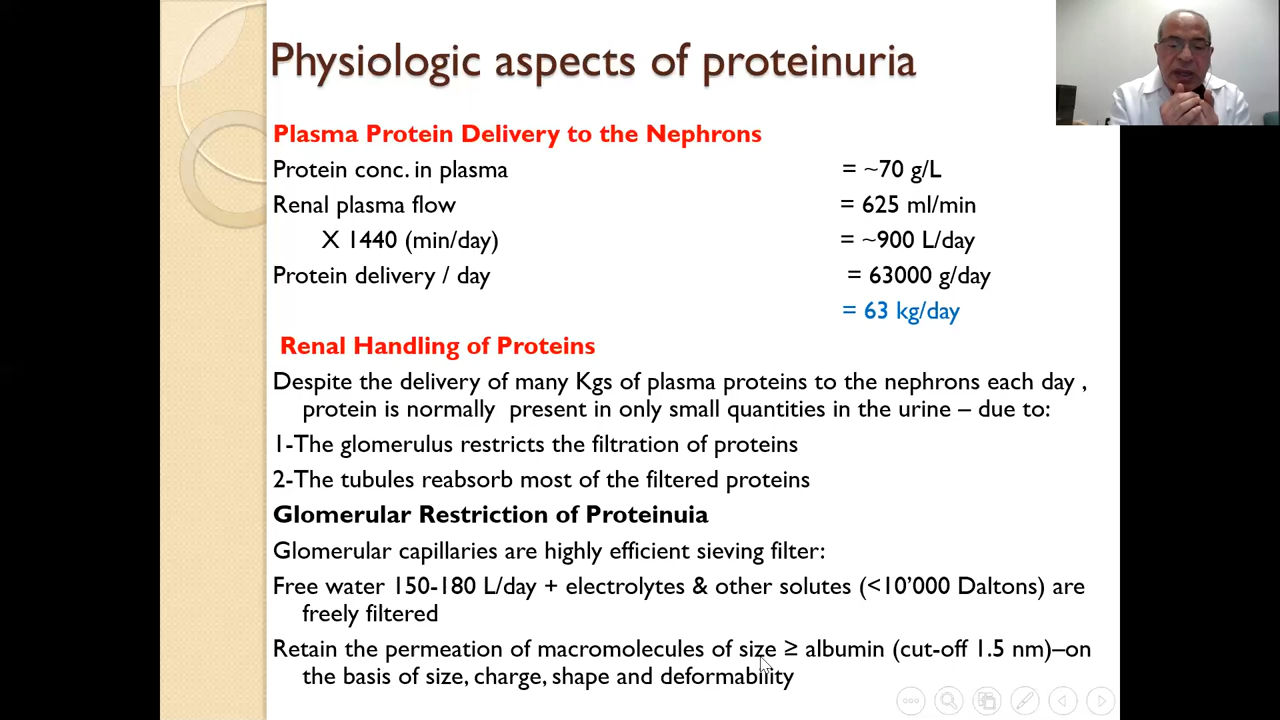 Physiologic aspects of proteinuria
Plasma Protein Delivery to the Nephrons
Protein conc. in plasma = ~70 g/L
Renal plasma flow = 625 ml/min
X 1440 (min/day) = ~900 L/day
Protein delivery / day = 63000 g/day
= 63 kg/day
Renal Handling of Proteins
Despite the delivery of many Kgs of plasma proteins to the nephrons each day ,
protein is normally present in only small quantities in the urine – due to:
1-The glomerulus restricts the filtration of proteins
2-The tubules reabsorb most of the filtered proteins
Glomerular Restriction of Proteinuia
Glomerular capillaries are highly efficient sieving filter:
Free water 150-180 L/day + electrolytes & other solutes (<10’000 Daltons) are
freely filtered
Retain the permeation of macromolecules of size ≥ albumin (cut-off 1.5 nm)–on
the basis of size, charge, shape and deformability